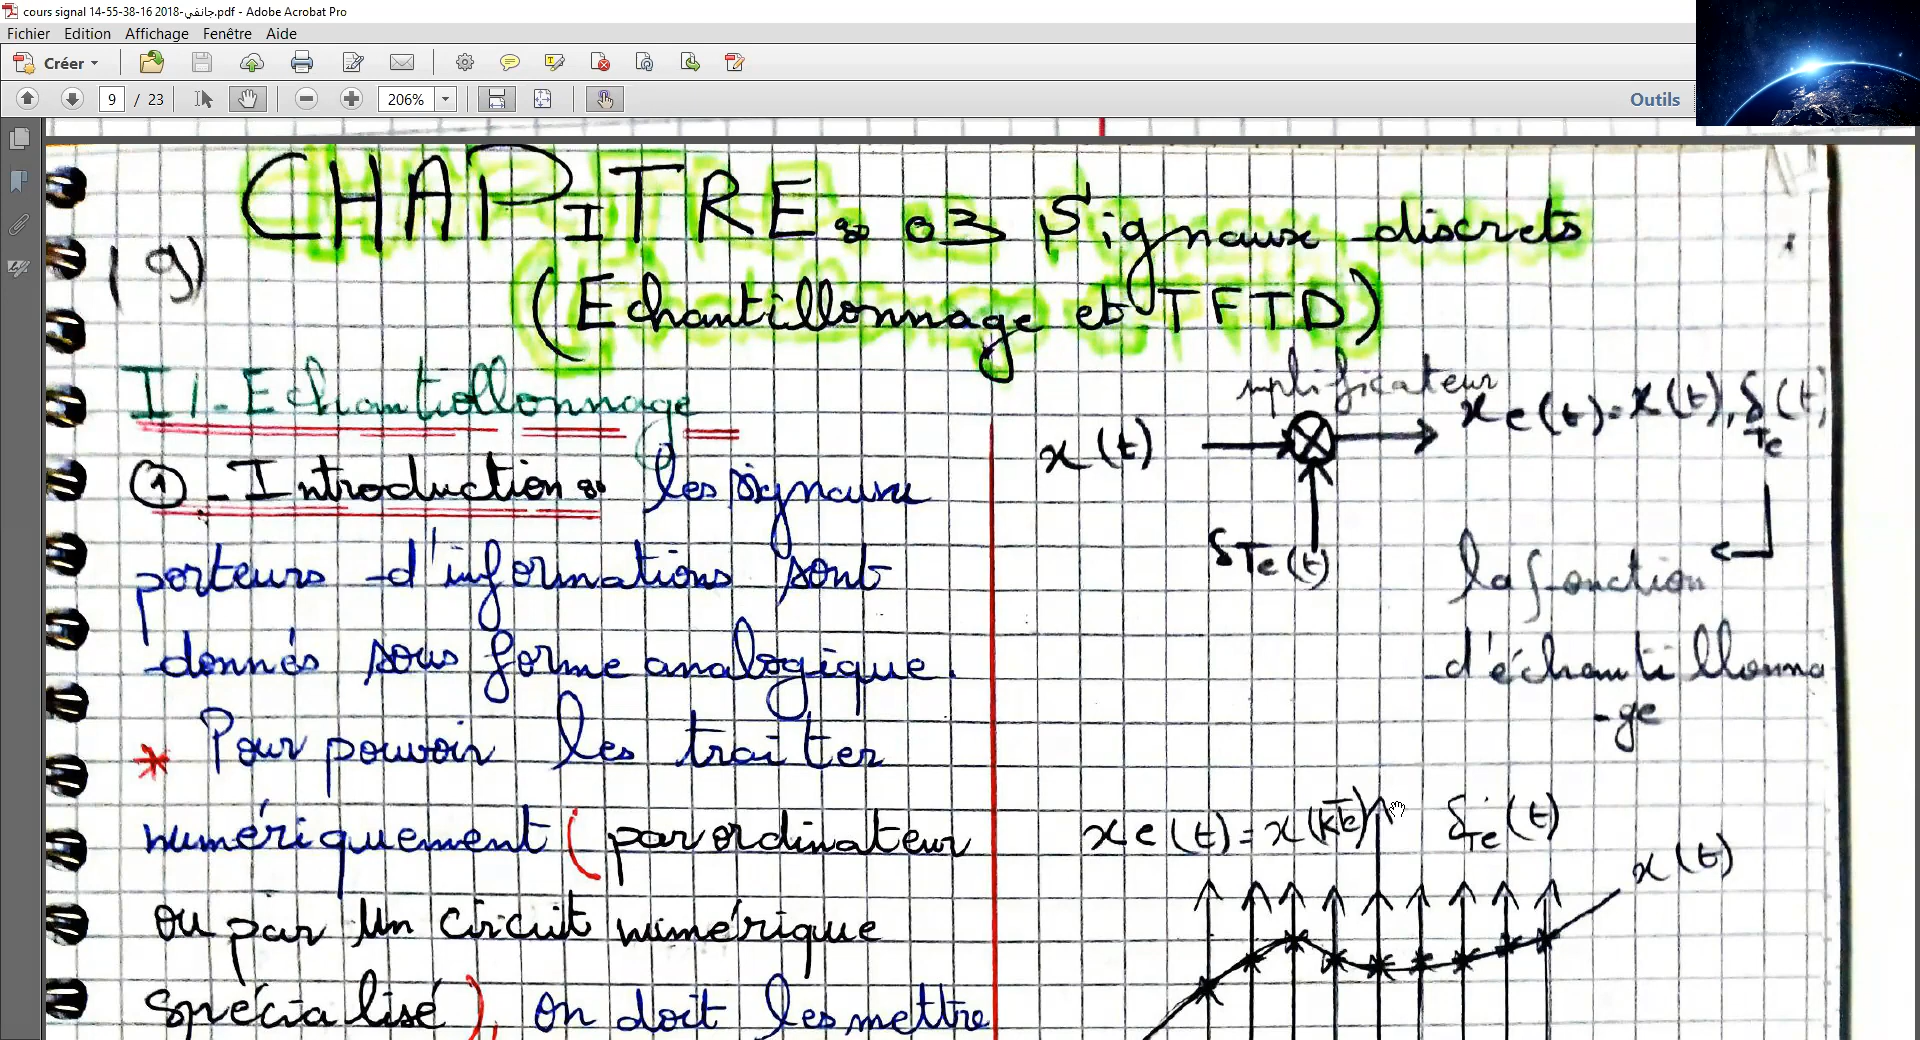 cours signal 14-55-38-16 2018-جانفي.pdf - Adobe Acrobat Pro
Fichier Edition Affichage Fenêtre Aide
Créer
9 / 23 206% Outils
CHAPITRE: 03 Signaux discrets
19)
(Echantillonnage et TFTD)
I/- Echantiollonnage
① - Introduction: les signaux
porteurs d'informations sont
donnés sous forme analogique.
* Pour pouvoir les traiter
numériquement (par ordinateur
ou par un circuit numérique
spécialisé), on doit les mettre
mplificateur
x(t)
xe(t) = x(t). δTe(t)
δTe(t)
la fonction
d'échantillonna
-ge
xe(t) = x(kTe) δTe(t)
x(t)